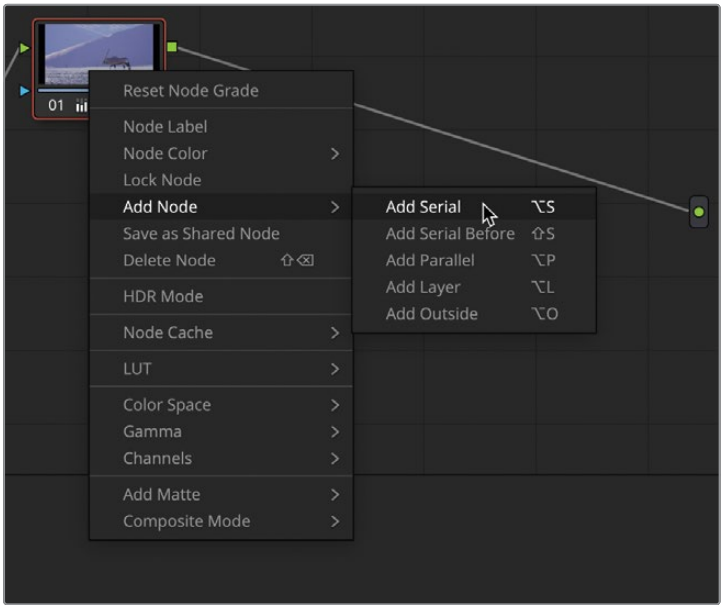 01
Reset Node Grade
Node Label
Node Color >
Lock Node
Add Node >
Save as Shared Node
Delete Node ⇧⌫
HDR Mode
Node Cache >
LUT >
Color Space >
Gamma >
Channels >
Add Matte >
Composite Mode >
Add Serial ⌥S
Add Serial Before ⇧S
Add Parallel ⌥P
Add Layer ⌥L
Add Outside ⌥O